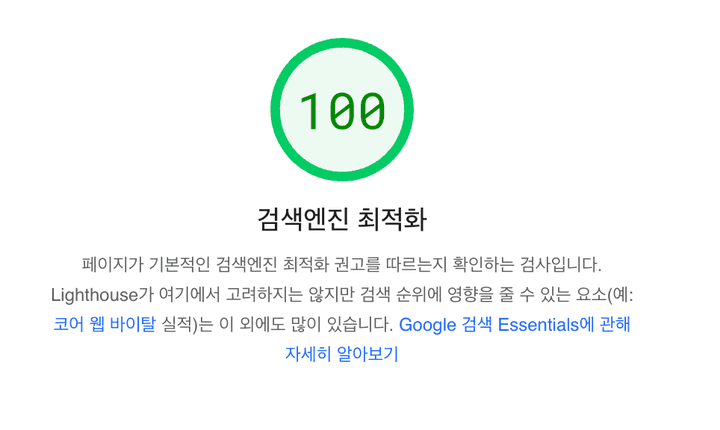 100
검색엔진 최적화
페이지가 기본적인 검색엔진 최적화 권고를 따르는지 확인하는 검사입니다.
Lighthouse가 여기에서 고려하지는 않지만 검색 순위에 영향을 줄 수 있는 요소(예:
코어 웹 바이탈 실적)는 이 외에도 많이 있습니다. Google 검색 Essentials에 관해
자세히 알아보기